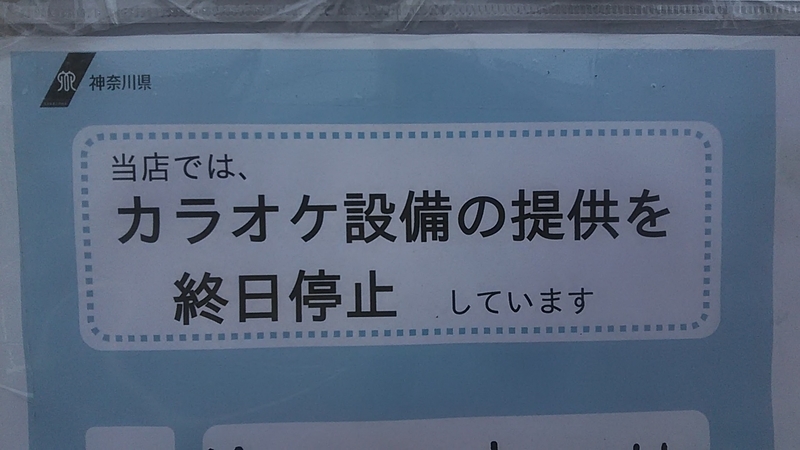 神奈川県
当店では、
カラオケ設備の提供を
終日停止 しています